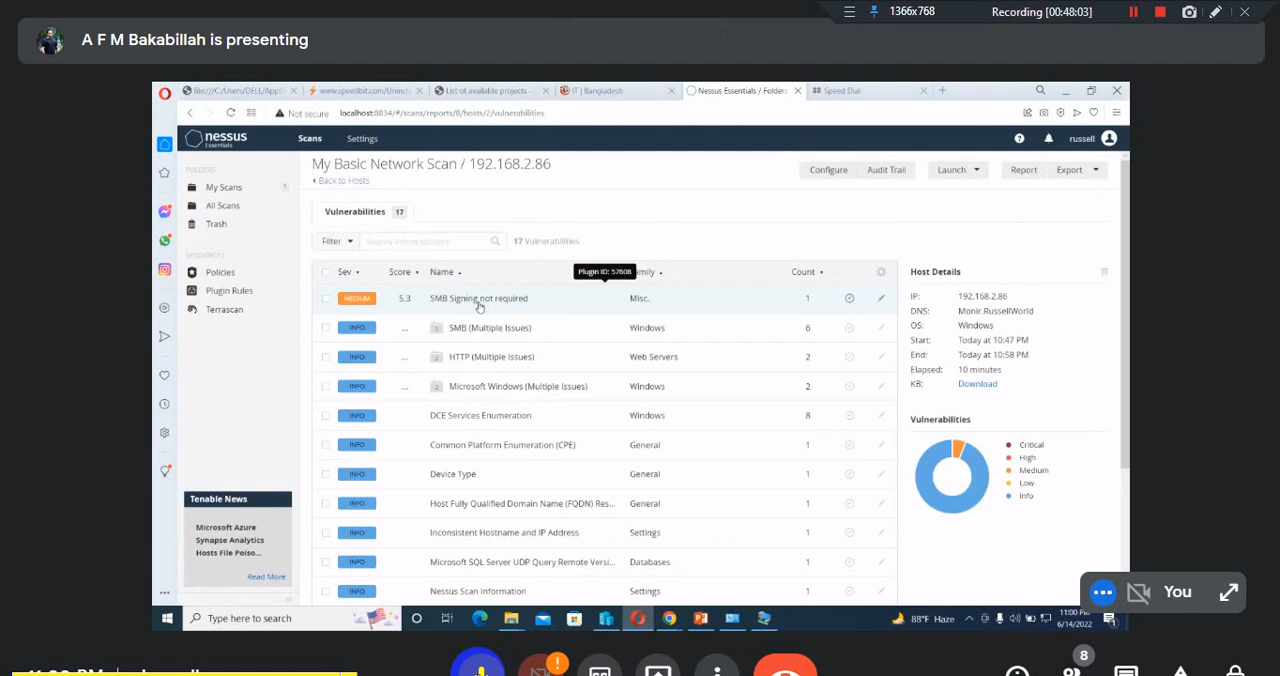 1366x768
Recording [00:48:03]
A F M Bakabillah is presenting
file:///C:/Users/DELL/AppD
www.speedbit.com/Uninst
List of available projects -
IT | Bangladesh
Nessus Essentials / Folders
Speed Dial
Not secure
localhost:8834/#/scans/reports/8/hosts/2/vulnerabilities
nessus
Essentials
Scans
Settings
russell
FOLDERS
My Scans
1
All Scans
Trash
RESOURCES
Policies
Plugin Rules
Terrascan
Tenable News
Microsoft Azure
Synapse Analytics
Hosts File Poiso...
Read More
My Basic Network Scan / 192.168.2.86
Back to Hosts
Configure
Audit Trail
Launch
Report
Export
Vulnerabilities 17
Filter
Search Vulnerabilities
17 Vulnerabilities
Plugin ID: 57608
Sev Score Name Family Count
MEDIUM 5.3 SMB Signing not required Misc. 1
INFO ... SMB (Multiple Issues) Windows 6
INFO ... 2 HTTP (Multiple Issues) Web Servers 2
INFO ... 2 Microsoft Windows (Multiple Issues) Windows 2
INFO DCE Services Enumeration Windows 8
INFO Common Platform Enumeration (CPE) General 1
INFO Device Type General 1
INFO Host Fully Qualified Domain Name (FQDN) Res... General 1
INFO Inconsistent Hostname and IP Address Settings 1
INFO Microsoft SQL Server UDP Query Remote Versi... Databases 1
INFO Nessus Scan Information Settings 1
Host Details
IP: 192.168.2.86
DNS: Monir.RussellWorld
OS: Windows
Start: Today at 10:47 PM
End: Today at 10:58 PM
Elapsed: 10 minutes
KB: Download
Vulnerabilities
Critical
High
Medium
Low
Info
You
Type here to search
88°F Haze
11:00 PM
6/14/2022
8